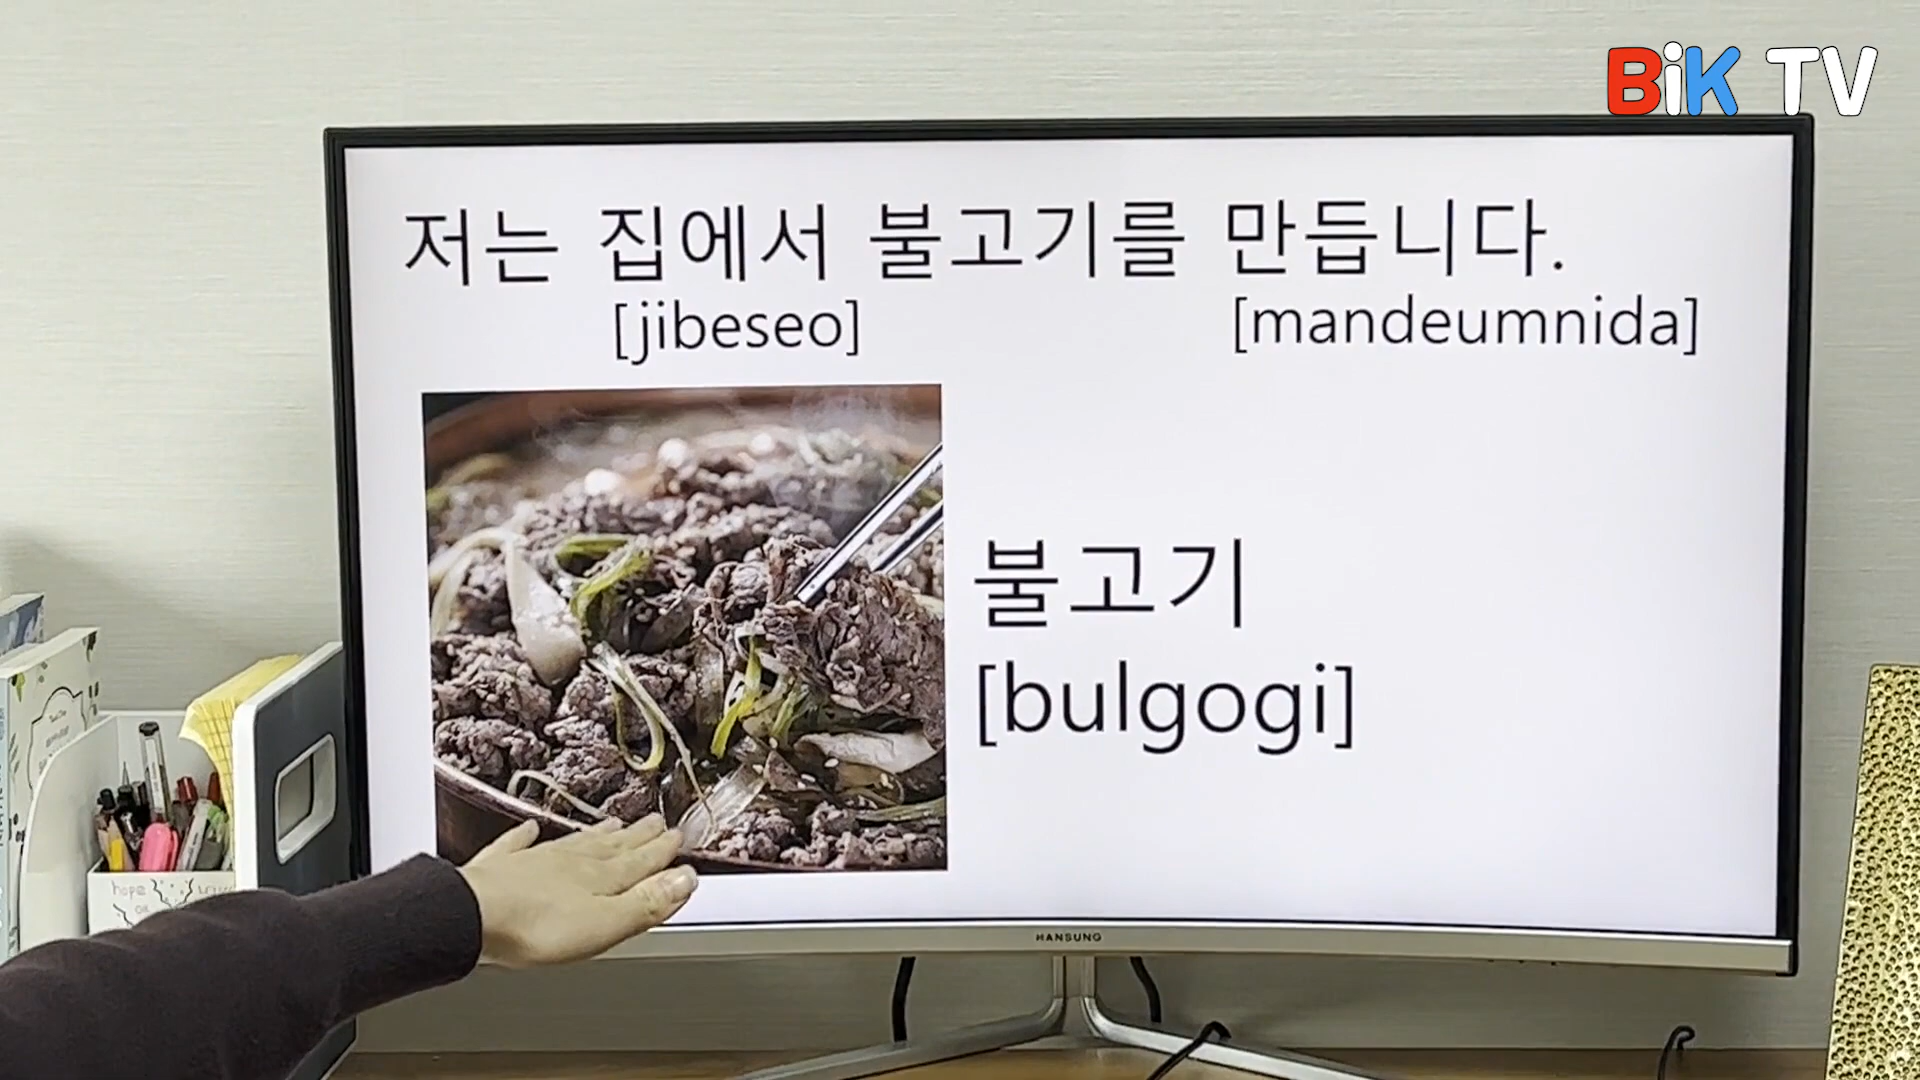 BiK TV
저는 집에서 불고기를 만듭니다.
[jibeseo] [mandeumnida]
불고기
[bulgogi]
HANSUNG
hope